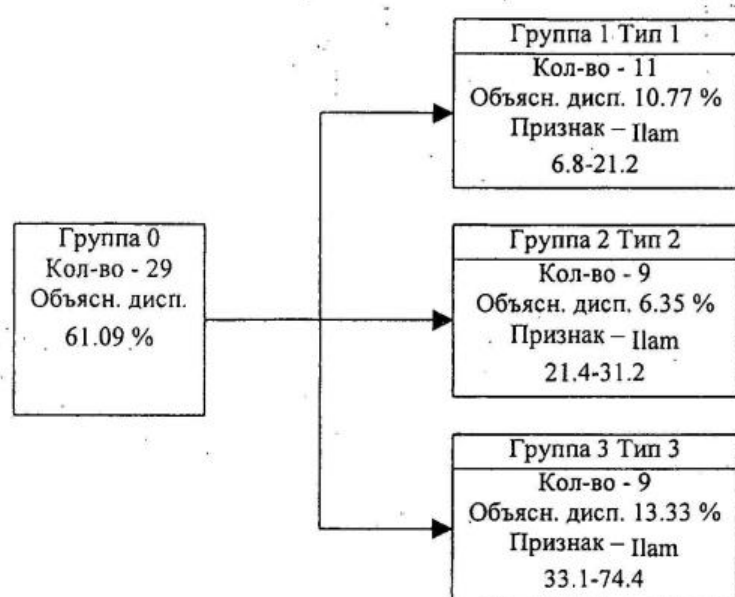 Группа 1 Тип 1
Кол-во - 11
Объясн. дисп. 10.77 %
Признак – Ilam
6.8-21.2
Группа 0
Кол-во - 29
Объясн. дисп.
61.09 %
Группа 2 Тип 2
Кол-во - 9
Объясн. дисп. 6.35 %
Признак – Ilam
21.4-31.2
Группа 3 Тип 3
Кол-во - 9
Объясн. дисп. 13.33 %
Признак – Ilam
33.1-74.4